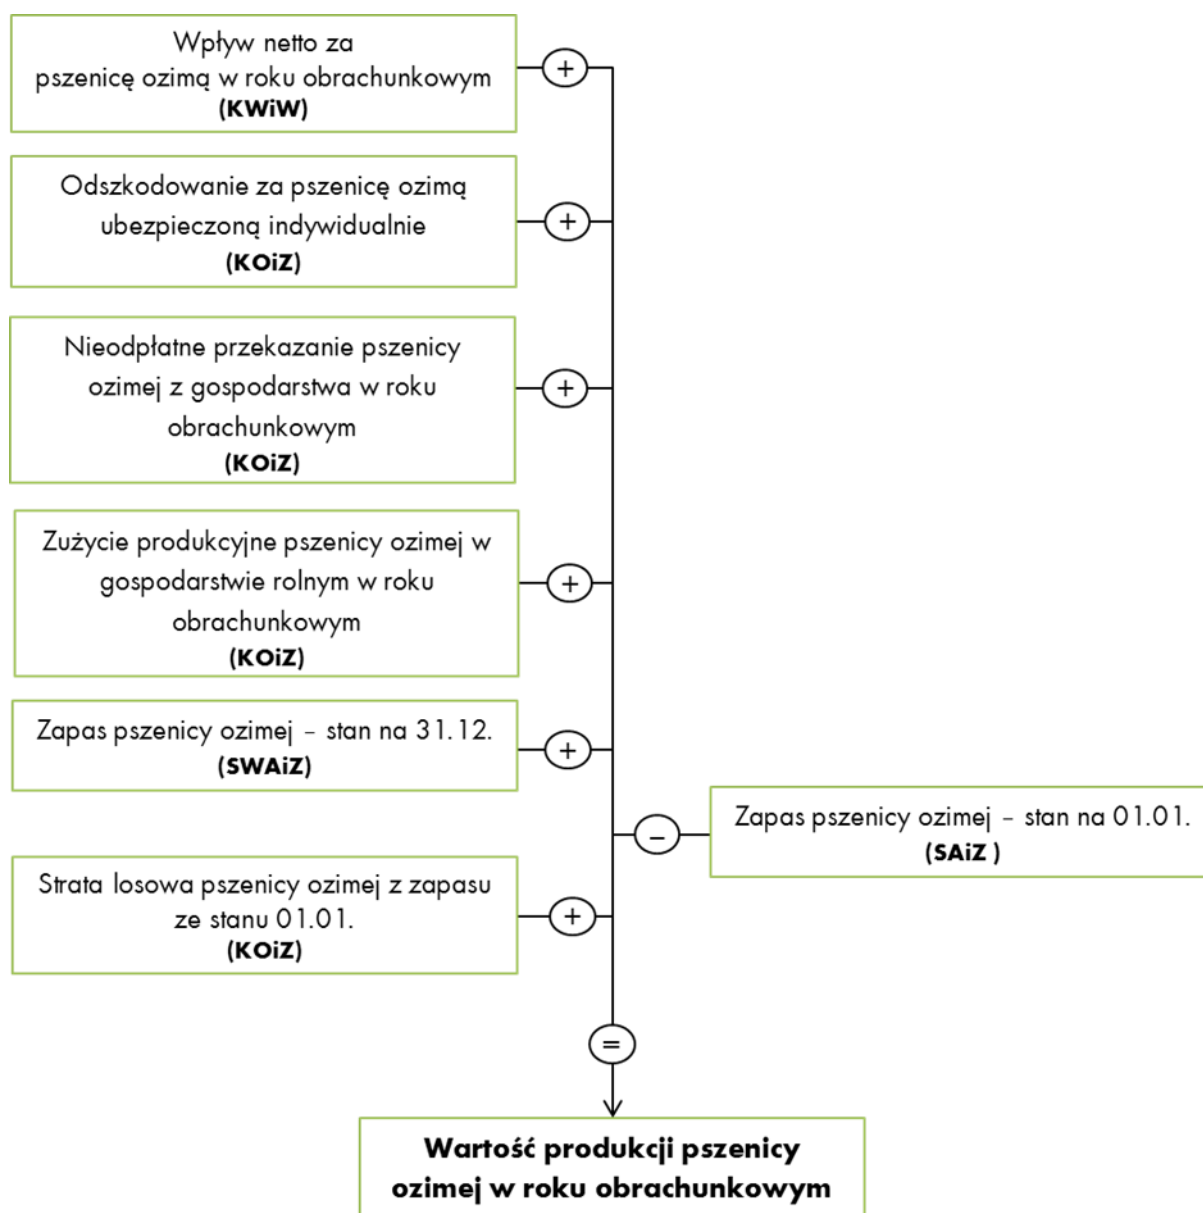 Wpływ netto za
pszenicę ozimą w roku obrachunkowym
(KWiW)
+
Odszkodowanie za pszenicę ozimą
ubezpieczoną indywidualnie
(KOiZ)
+
Nieodpłatne przekazanie pszenicy
ozimej z gospodarstwa w roku
obrachunkowym
(KOiZ)
+
Zużycie produkcyjne pszenicy ozimej w
gospodarstwie rolnym w roku
obrachunkowym
(KOiZ)
+
Zapas pszenicy ozimej – stan na 31.12.
(SWAiZ)
+
Zapas pszenicy ozimej – stan na 01.01.
(SAiZ )
–
Strata losowa pszenicy ozimej z zapasu
ze stanu 01.01.
(KOiZ)
+
=
Wartość produkcji pszenicy
ozimej w roku obrachunkowym